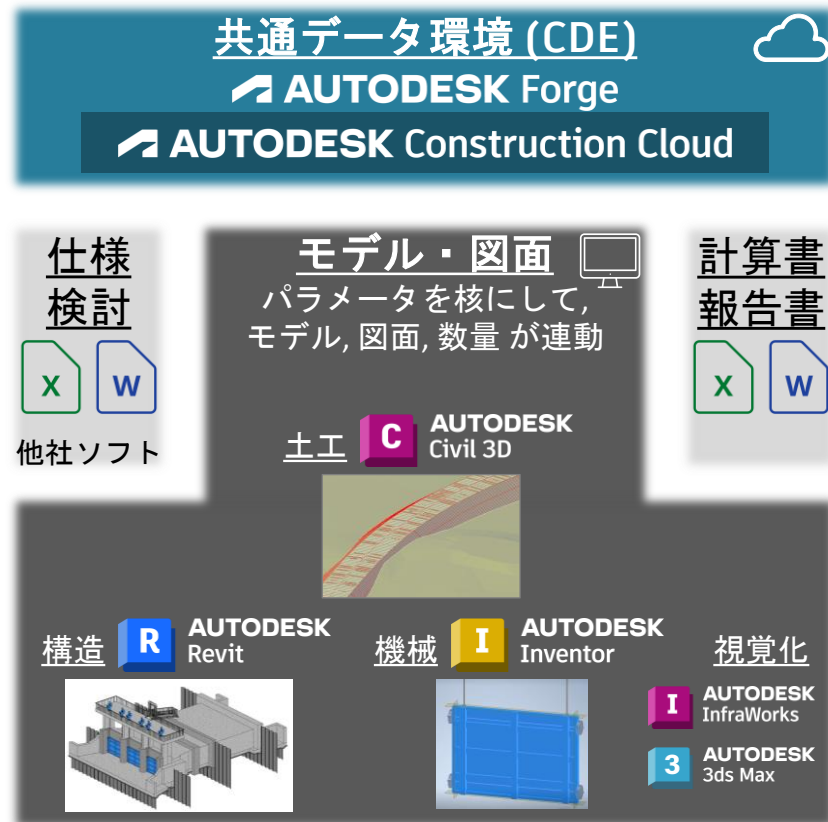 共通データ環境 (CDE)
AUTODESK Forge
AUTODESK Construction Cloud
仕様
検討
X W
他社ソフト
モデル・図面
パラメータを核にして,
モデル, 図面, 数量 が連動
計算書
報告書
X W
土工 C AUTODESK
Civil 3D
構造 R AUTODESK
Revit
機械 I AUTODESK
Inventor
視覚化
I AUTODESK
InfraWorks
3 AUTODESK
3ds Max